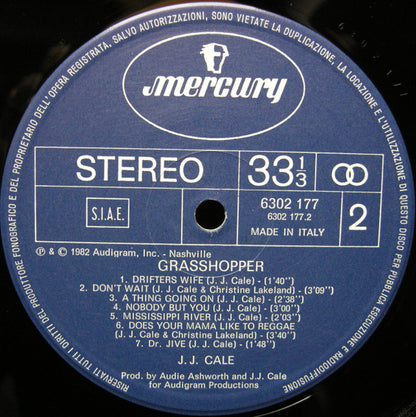 RISERVATI TUTTI I DIRITTI DEL PRODUTTORE FONOGRAFICO E DEL PROPRIETARIO DELL'OPERA REGISTRATA, SALVO AUTORIZZAZIONI, SONO VIETATE LA DUPLICAZIONE, LA LOCAZIONE E L'UTILIZZAZIONE DI QUESTO DISCO PER PUBBLICA ESECUZIONE E RADIODIFFUSIONE
mercury
STEREO
33 1/3
S.I.A.E.
6302 177
6302 177.2
MADE IN ITALY
2
℗ & © 1982 Audigram, Inc. - Nashville
GRASSHOPPER
1. DRIFTERS WIFE (J. J. Cale) - (1'40")
2. DON'T WAIT (J. J. Cale & Christine Lakeland) - (3'09")
3. A THING GOING ON (J. J. Cale) - (2'38")
4. NOBODY BUT YOU (J. J. Cale) - (3'00")
5. MISSISSIPPI RIVER (J. J. Cale) - (2'03")
6. DOES YOUR MAMA LIKE TO REGGAE
(J. J. Cale & Christine Lakeland) - (3'40")
7. Dr. JIVE (J. J. Cale) - (1'48")
J.J. CALE
Prod. by Audie Ashworth and J.J. Cale
for Audigram Productions